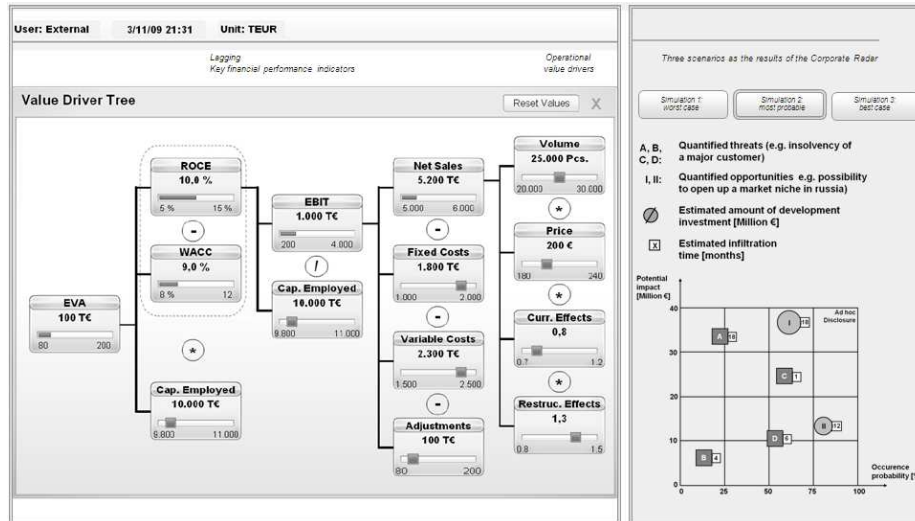 User: External 3/11/09 21:31 Unit: TEUR
Lagging
Key financial performance indicators
Operational
value drivers
Value Driver Tree
Reset Values X
EVA
100 T€
80 200
*
ROCE
10,0 %
5 % 15 %
-
WACC
9,0 %
8 % 12
Cap. Employed
10.000 T€
9.800 11.000
EBIT
1.000 T€
200 4.000
/
Cap. Employed
10.000 T€
9.800 11.000
Net Sales
5.200 T€
5.000 6.000
-
Fixed Costs
1.800 T€
1.000 2.000
-
Variable Costs
2.300 T€
1.500 2.500
-
Adjustments
100 T€
80 200
Volume
25.000 Pcs.
20.000 30.000
*
Price
200 €
180 240
*
Curr. Effects
0,8
0.7 1.2
*
Restruc. Effects
1,3
0.8 1.5
Three scenarios as the results of the Corporate Radar
Simulation 1: worst case
Simulation 2: most probable
Simulation 3: best case
A, B, C, D: Quantified threats (e.g. insolvency of
a major customer)
I, II: Quantified opportunities e.g. possibility
to open up a market niche in russia)
Estimated amount of development
investment [Million €]
x Estimated infiltration
time [months]
Potential
impact
[Million €]
40
30
20
10
0
Ad hoc
Disclosure
A 16
I 18
C 1
II 12
D 6
B 4
0 25 50 75 100
Occurence
probability [%